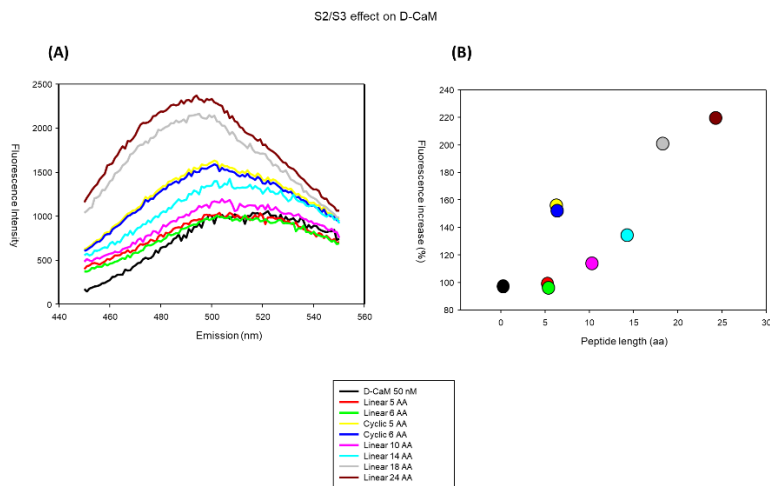 S2/S3 effect on D-CaM
(A)
(B)
Fluorescence Intensity
2500
2000
1500
1000
500
0
440
460
480
500
520
540
560
Emission (nm)
Fluorescence Increase (%)
240
220
200
180
160
140
120
100
80
0
5
10
15
20
25
30
Peptide length (aa)
D-CaM 50 nM
Linear 5 AA
Linear 6 AA
Cyclic 5 AA
Cyclic 6 AA
Linear 10 AA
Linear 14 AA
Linear 18 AA
Linear 24 AA